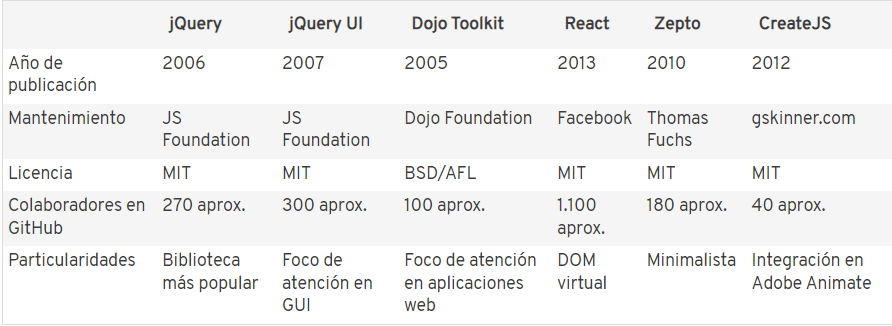 jQuery jQuery UI Dojo Toolkit React Zepto CreateJS
Año de publicación 2006 2007 2005 2013 2010 2012
Mantenimiento JS Foundation JS Foundation Dojo Foundation Facebook Thomas Fuchs gskinner.com
Licencia MIT MIT BSD/AFL MIT MIT MIT
Colaboradores en GitHub 270 aprox. 300 aprox. 100 aprox. 1.100 aprox. 180 aprox. 40 aprox.
Particularidades Biblioteca más popular Foco de atención en GUI Foco de atención en aplicaciones web DOM virtual Minimalista Integración en Adobe Animate